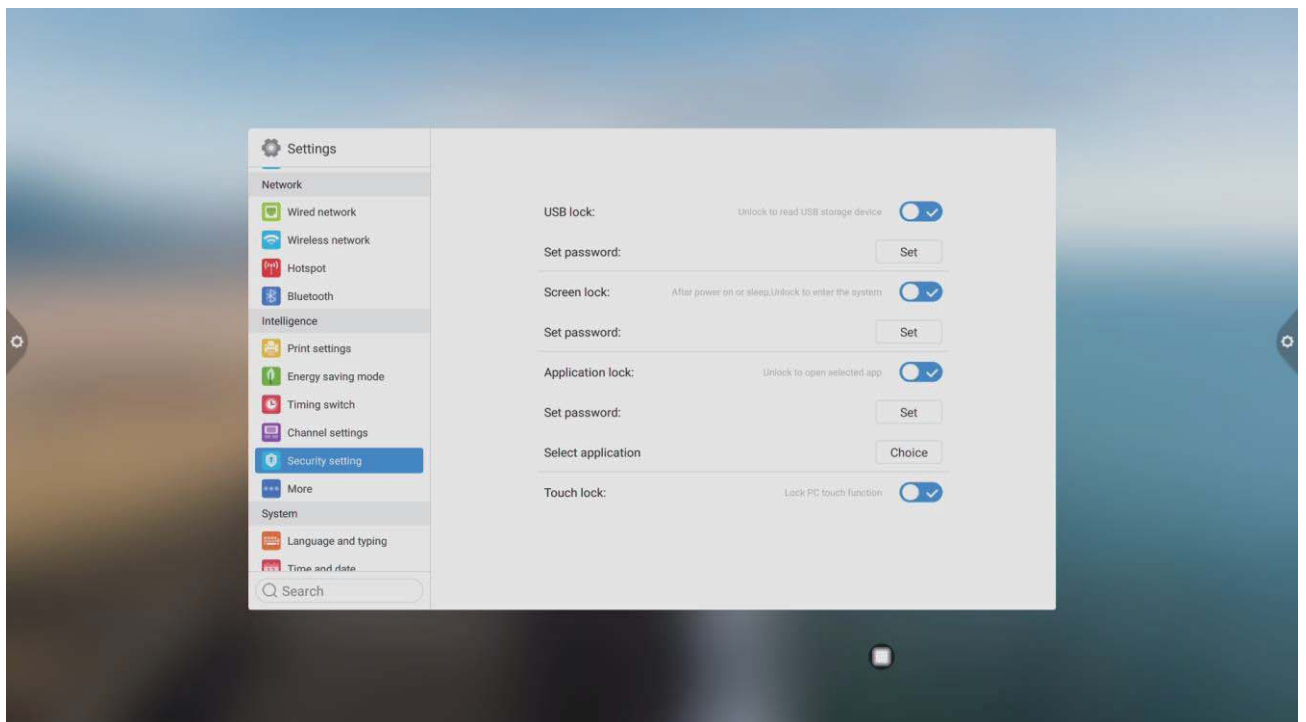 Settings
Network
Wired network
Wireless network
Hotspot
Bluetooth
Intelligence
Print settings
Energy saving mode
Timing switch
Channel settings
Security setting
More
System
Language and typing
Time and date
Search
USB lock: Unlock to read USB storage device
Set password: Set
Screen lock: After power on or sleep,Unlock to enter the system
Set password: Set
Application lock: Unlock to open selected app
Set password: Set
Select application Choice
Touch lock: Lock PC touch function